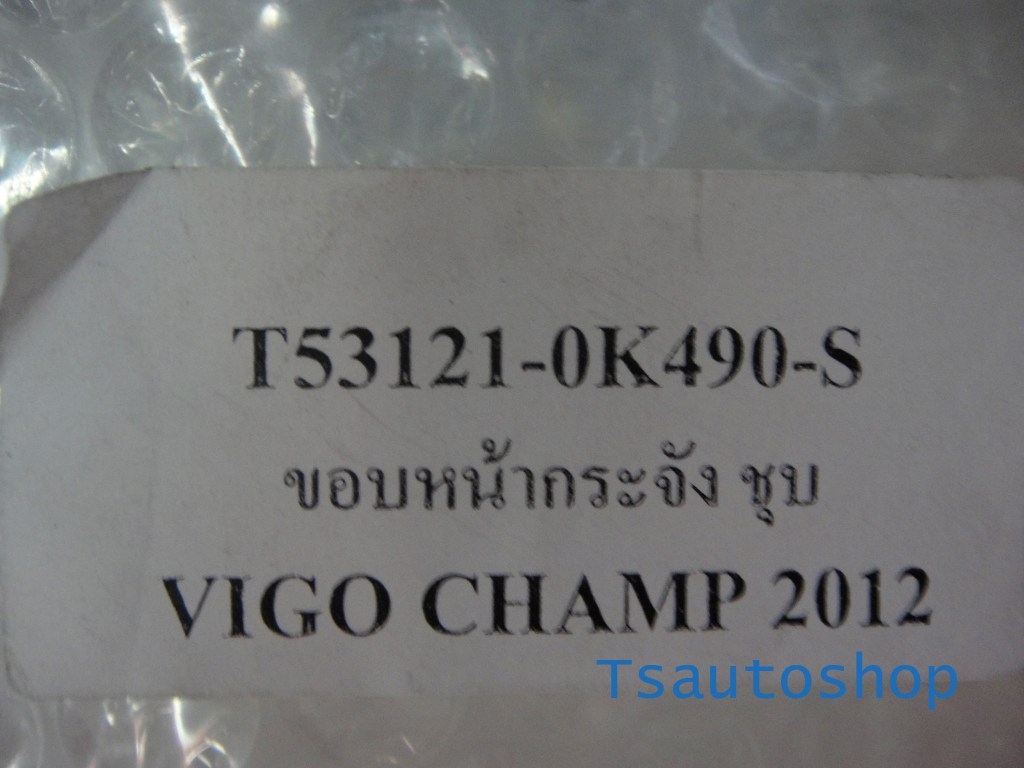 T53121-0K490-S
ขอบหน้ากระจัง ชุบ
VIGO CHAMP 2012
Tsautoshop